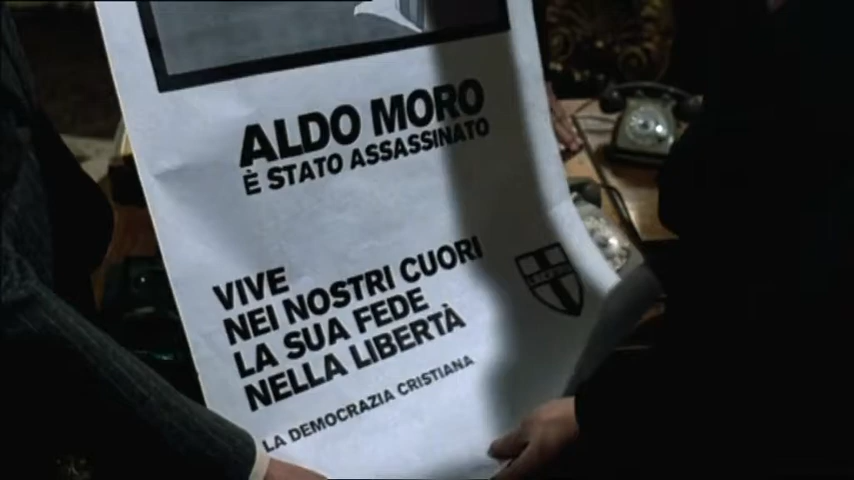 ALDO MORO
È STATO ASSASSINATO
VIVE
NEI NOSTRI CUORI
LA SUA FEDE
NELLA LIBERTÀ
LA DEMOCRAZIA CRISTIANA